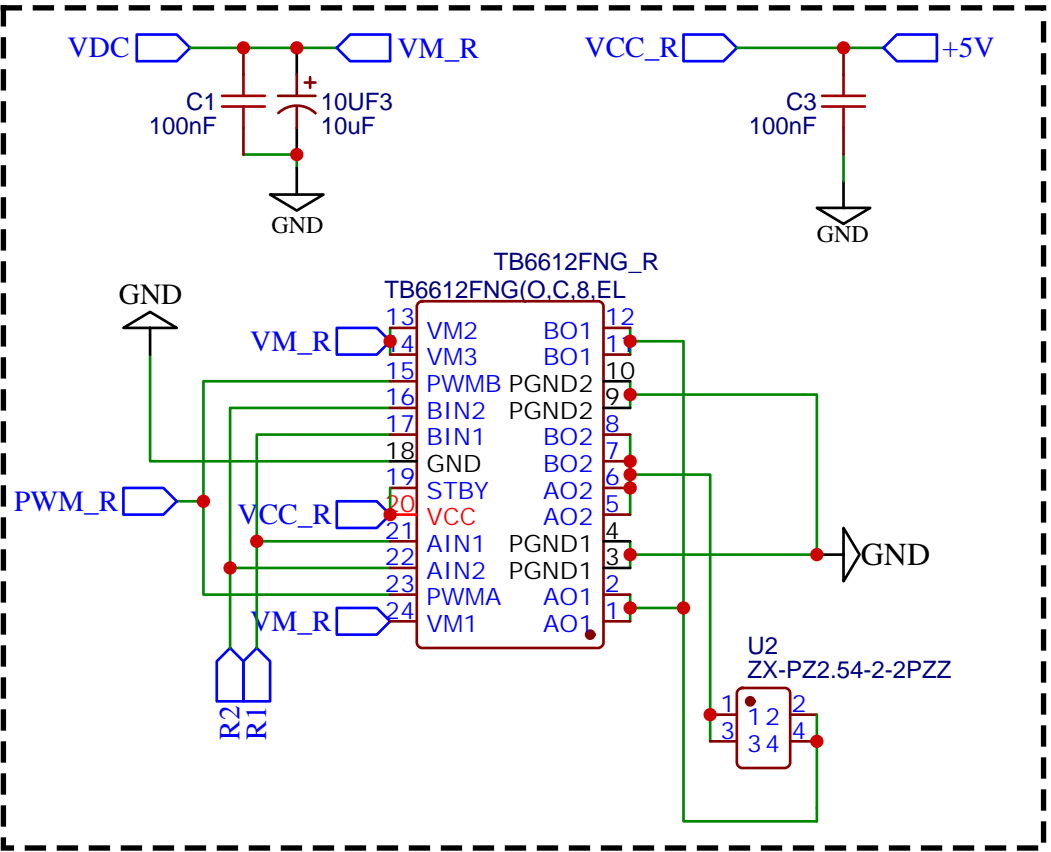 VDC
VM_R
VCC_R
+5V
C1
100nF
+
10UF3
10uF
C3
100nF
GND
GND
TB6612FNG_R
TB6612FNG(O,C,8,EL
GND
VM_R
13 VM2 BO1 12
14 VM3 BO1 11
15 PWMB PGND2 10
16 BIN2 PGND2 9
17 BIN1 BO2 8
18 GND BO2 7
19 STBY AO2 6
20 VCC AO2 5
21 AIN1 PGND1 4
22 AIN2 PGND1 3
23 PWMA AO1 2
24 VM1 AO1 1
PWM_R
VCC_R
GND
VM_R
R2
R1
U2
ZX-PZ2.54-2-2PZZ
1 1 2 2
3 3 4 4